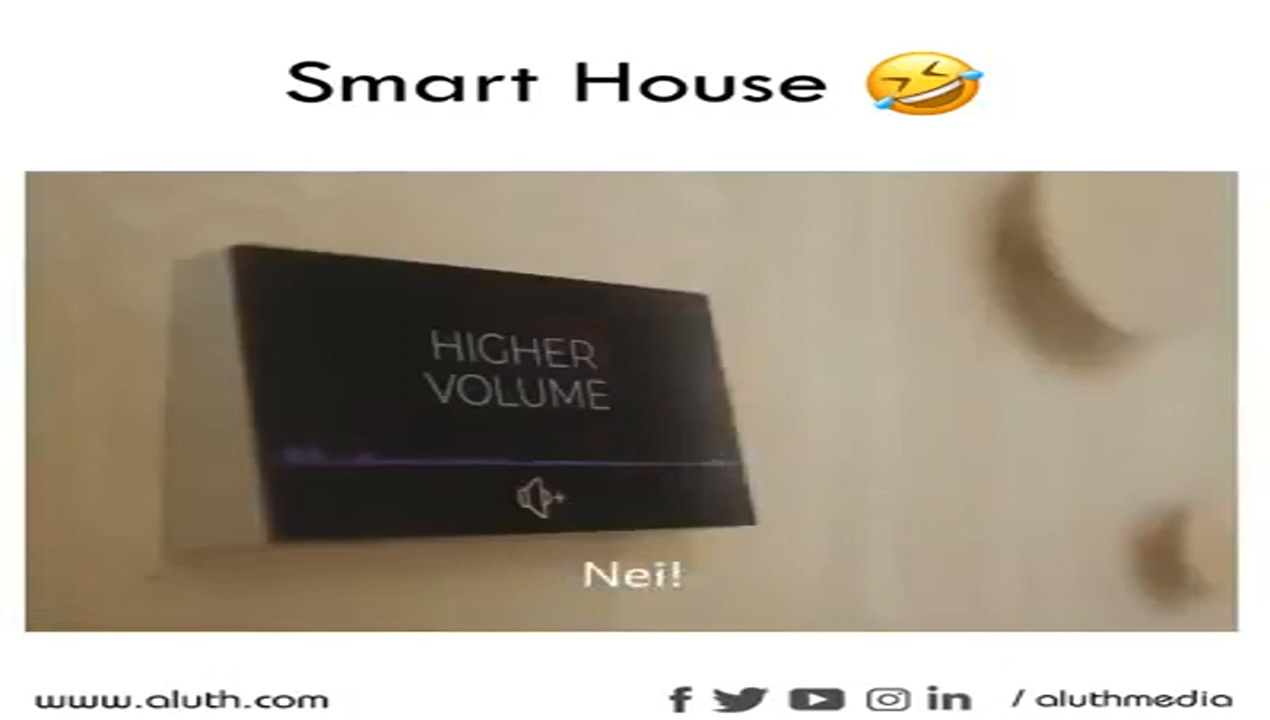 Smart House 🤣
HIGHER
VOLUME
Nei!
www.aluth.com
/ aluthmedia